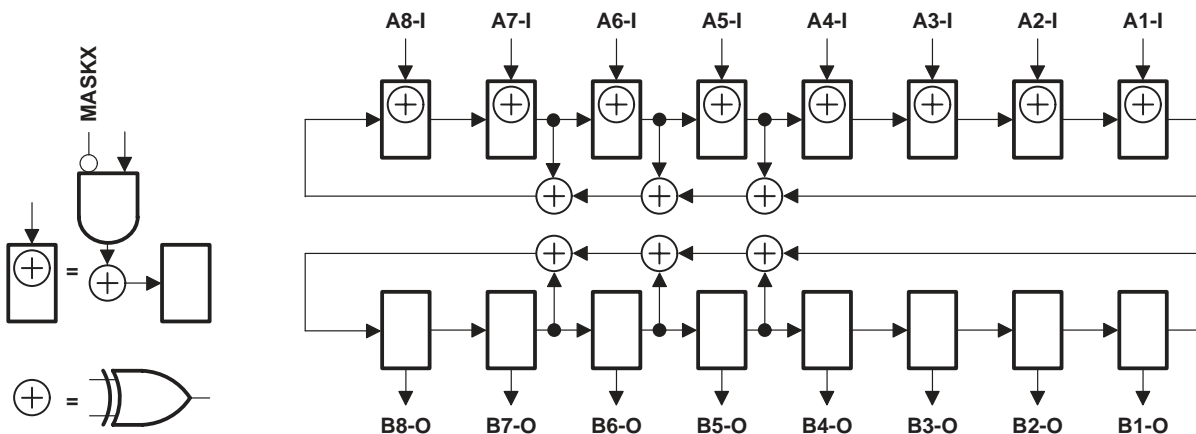 A8-I A7-I A6-I A5-I A4-I A3-I A2-I A1-I
MASKX
=
=
B8-O B7-O B6-O B5-O B4-O B3-O B2-O B1-O